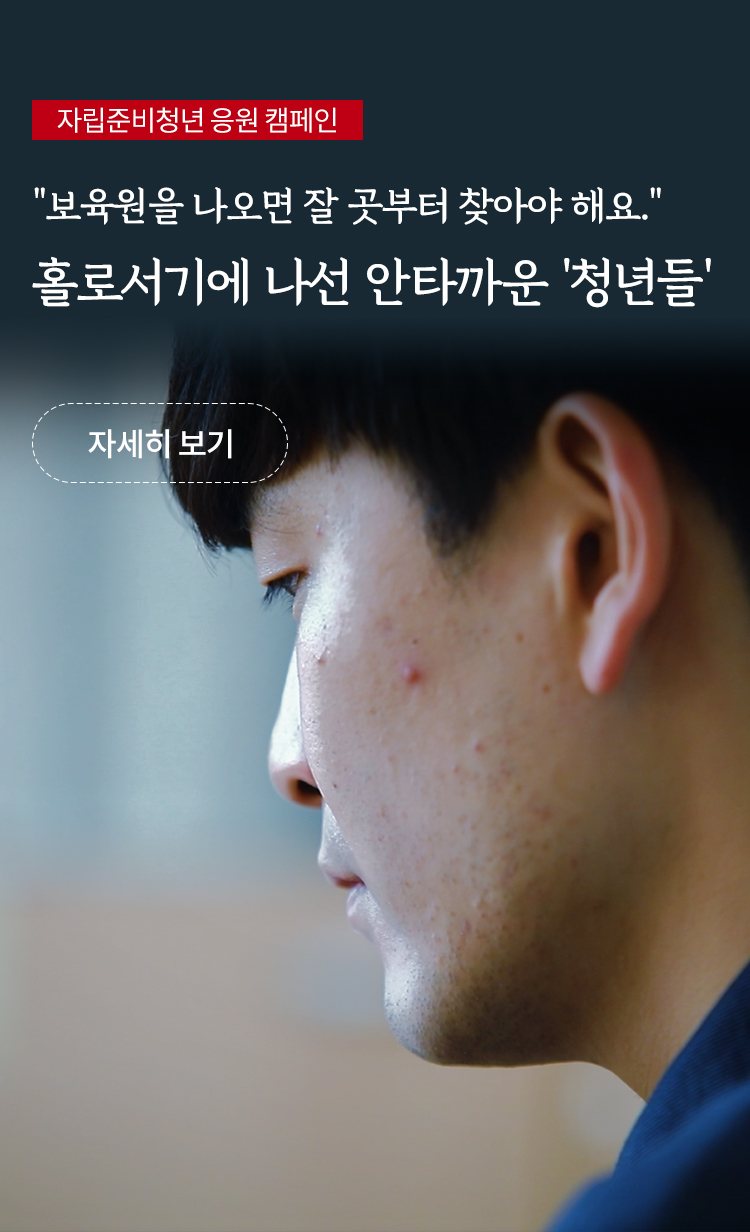 자립준비청년 응원 캠페인
"보육원을 나오면 잘 곳부터 찾아야 해요."
홀로서기에 나선 안타까운 '청년들'
자세히 보기